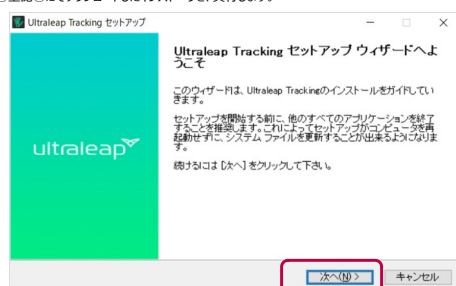 Ultraleap Tracking セットアップ
Ultraleap Tracking セットアップ ウィザードへよ
うこそ
このウィザードは、Ultraleap Trackingのインストールをガイドしてい
きます。
セットアップを開始する前に、他のすべてのアプリケーションを終了
することを推奨します。これによってセットアップがコンピュータを再
起動せずに、システム ファイルを更新することが出来るようになりま
す。
続けるには [次へ] をクリックして下さい。
ultraleap
次へ(N) >
キャンセル